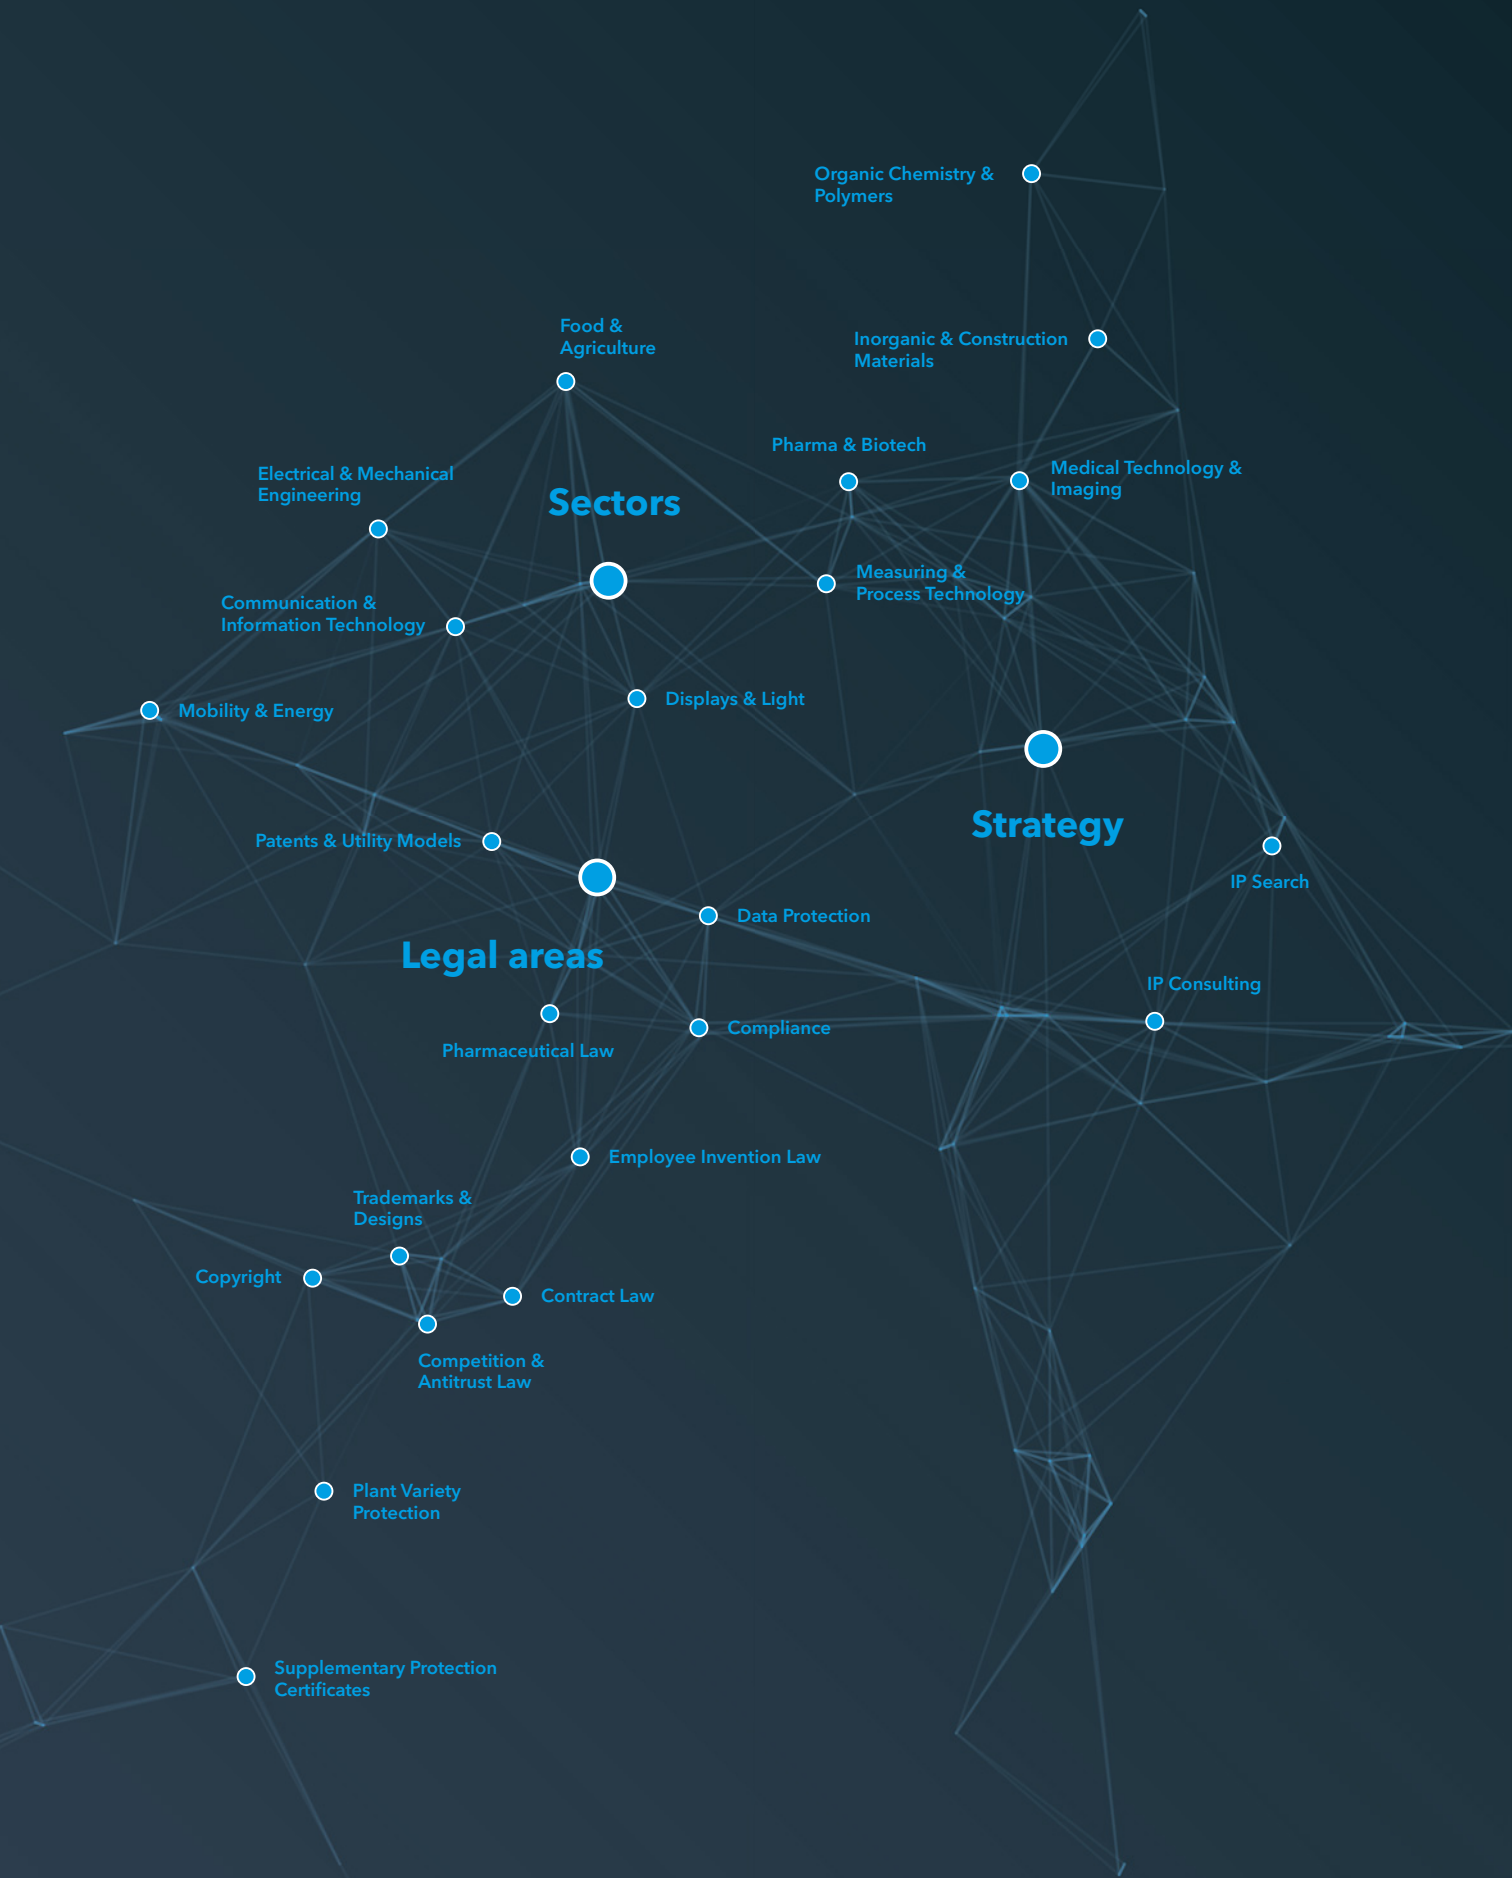 Organic Chemistry &
Polymers
Food &
Agriculture
Inorganic & Construction
Materials
Pharma & Biotech
Electrical & Mechanical
Engineering
Medical Technology &
Imaging
Sectors
Measuring &
Process Technology
Communication &
Information Technology
Displays & Light
Mobility & Energy
Strategy
Patents & Utility Models
IP Search
Data Protection
Legal areas
IP Consulting
Compliance
Pharmaceutical Law
Employee Invention Law
Trademarks &
Designs
Copyright
Contract Law
Competition &
Antitrust Law
Plant Variety
Protection
Supplementary Protection
Certificates